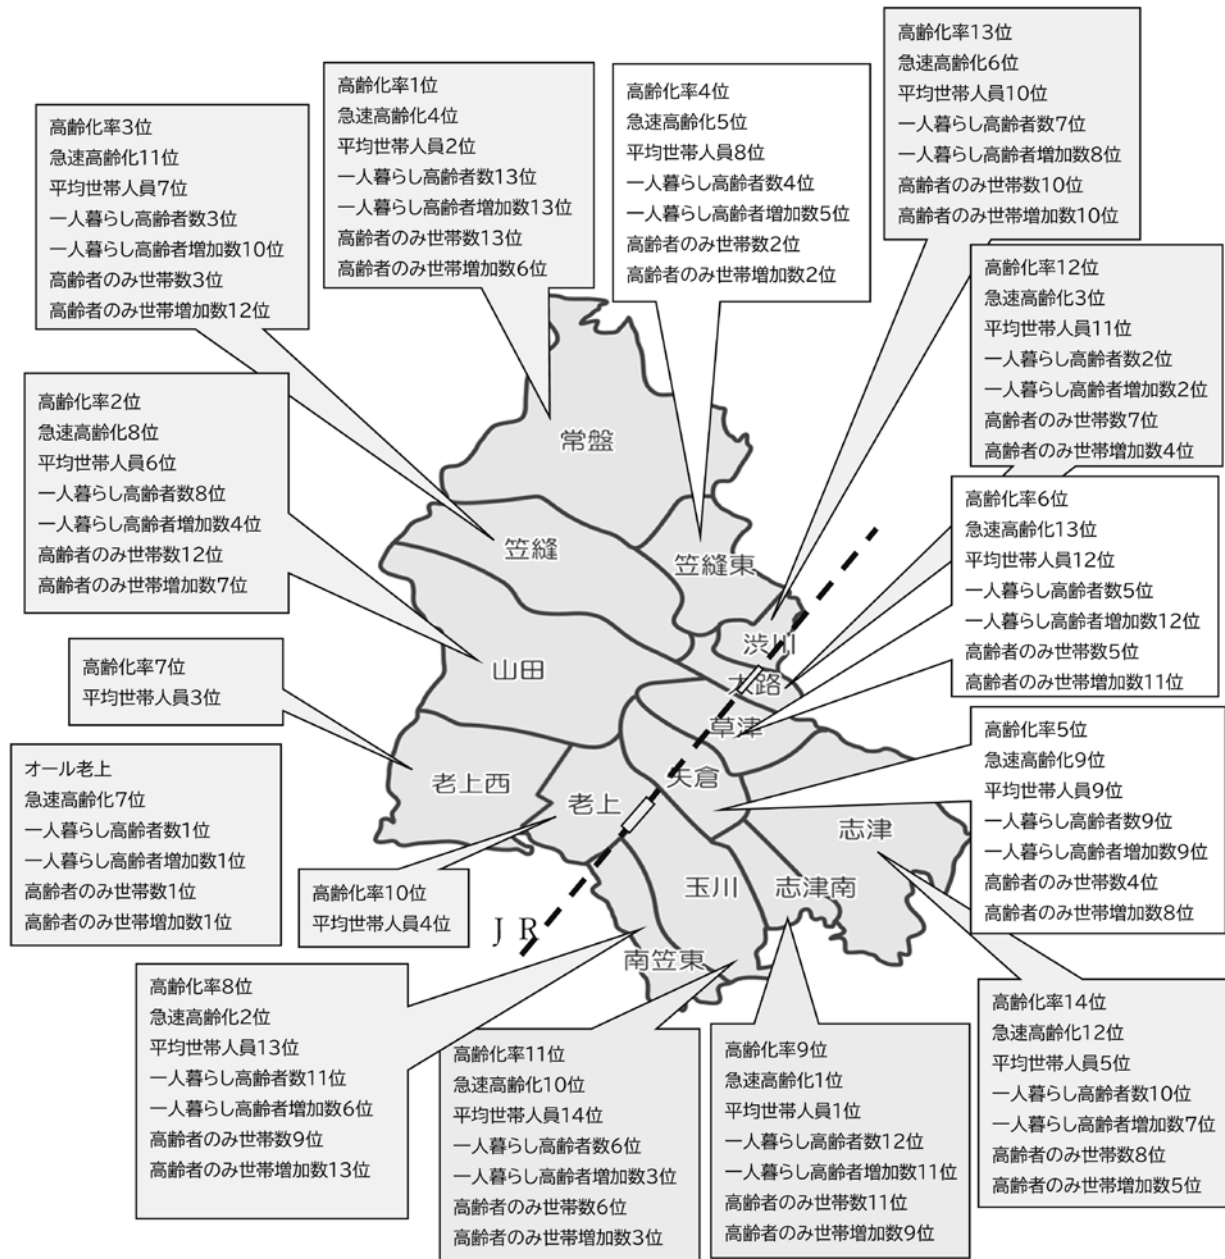 高齢化率13位
急速高齢化6位
平均世帯人員10位
一人暮らし高齢者数7位
一人暮らし高齢者増加数8位
高齢者のみ世帯数10位
高齢者のみ世帯増加数10位
高齢化率1位
急速高齢化4位
平均世帯人員2位
一人暮らし高齢者数13位
一人暮らし高齢者増加数13位
高齢者のみ世帯数13位
高齢者のみ世帯増加数6位
高齢化率4位
急速高齢化5位
平均世帯人員8位
一人暮らし高齢者数4位
一人暮らし高齢者増加数5位
高齢者のみ世帯数2位
高齢者のみ世帯増加数2位
高齢化率3位
急速高齢化11位
平均世帯人員7位
一人暮らし高齢者数3位
一人暮らし高齢者増加数10位
高齢者のみ世帯数3位
高齢者のみ世帯増加数12位
高齢化率12位
急速高齢化3位
平均世帯人員11位
一人暮らし高齢者数2位
一人暮らし高齢者増加数2位
高齢者のみ世帯数7位
高齢者のみ世帯増加数4位
高齢化率2位
急速高齢化8位
平均世帯人員6位
一人暮らし高齢者数8位
一人暮らし高齢者増加数4位
高齢者のみ世帯数12位
高齢者のみ世帯増加数7位
高齢化率6位
急速高齢化13位
平均世帯人員12位
一人暮らし高齢者数5位
一人暮らし高齢者増加数12位
高齢者のみ世帯数5位
高齢者のみ世帯増加数11位
常盤
笠縫
笠縫東
渋川
大路
山田
草津
矢倉
老上西
老上
志津
玉川
志津南
南笠東
JR
高齢化率7位
平均世帯人員3位
高齢化率5位
急速高齢化9位
平均世帯人員9位
一人暮らし高齢者数9位
一人暮らし高齢者増加数9位
高齢者のみ世帯数4位
高齢者のみ世帯増加数8位
オール老上
急速高齢化7位
一人暮らし高齢者数1位
一人暮らし高齢者増加数1位
高齢者のみ世帯数1位
高齢者のみ世帯増加数1位
高齢化率10位
平均世帯人員4位
高齢化率8位
急速高齢化2位
平均世帯人員13位
一人暮らし高齢者数11位
一人暮らし高齢者増加数6位
高齢者のみ世帯数9位
高齢者のみ世帯増加数13位
高齢化率11位
急速高齢化10位
平均世帯人員14位
一人暮らし高齢者数6位
一人暮らし高齢者増加数3位
高齢者のみ世帯数6位
高齢者のみ世帯増加数3位
高齢化率9位
急速高齢化1位
平均世帯人員1位
一人暮らし高齢者数12位
一人暮らし高齢者増加数11位
高齢者のみ世帯数11位
高齢者のみ世帯増加数9位
高齢化率14位
急速高齢化12位
平均世帯人員5位
一人暮らし高齢者数10位
一人暮らし高齢者増加数7位
高齢者のみ世帯数8位
高齢者のみ世帯増加数5位